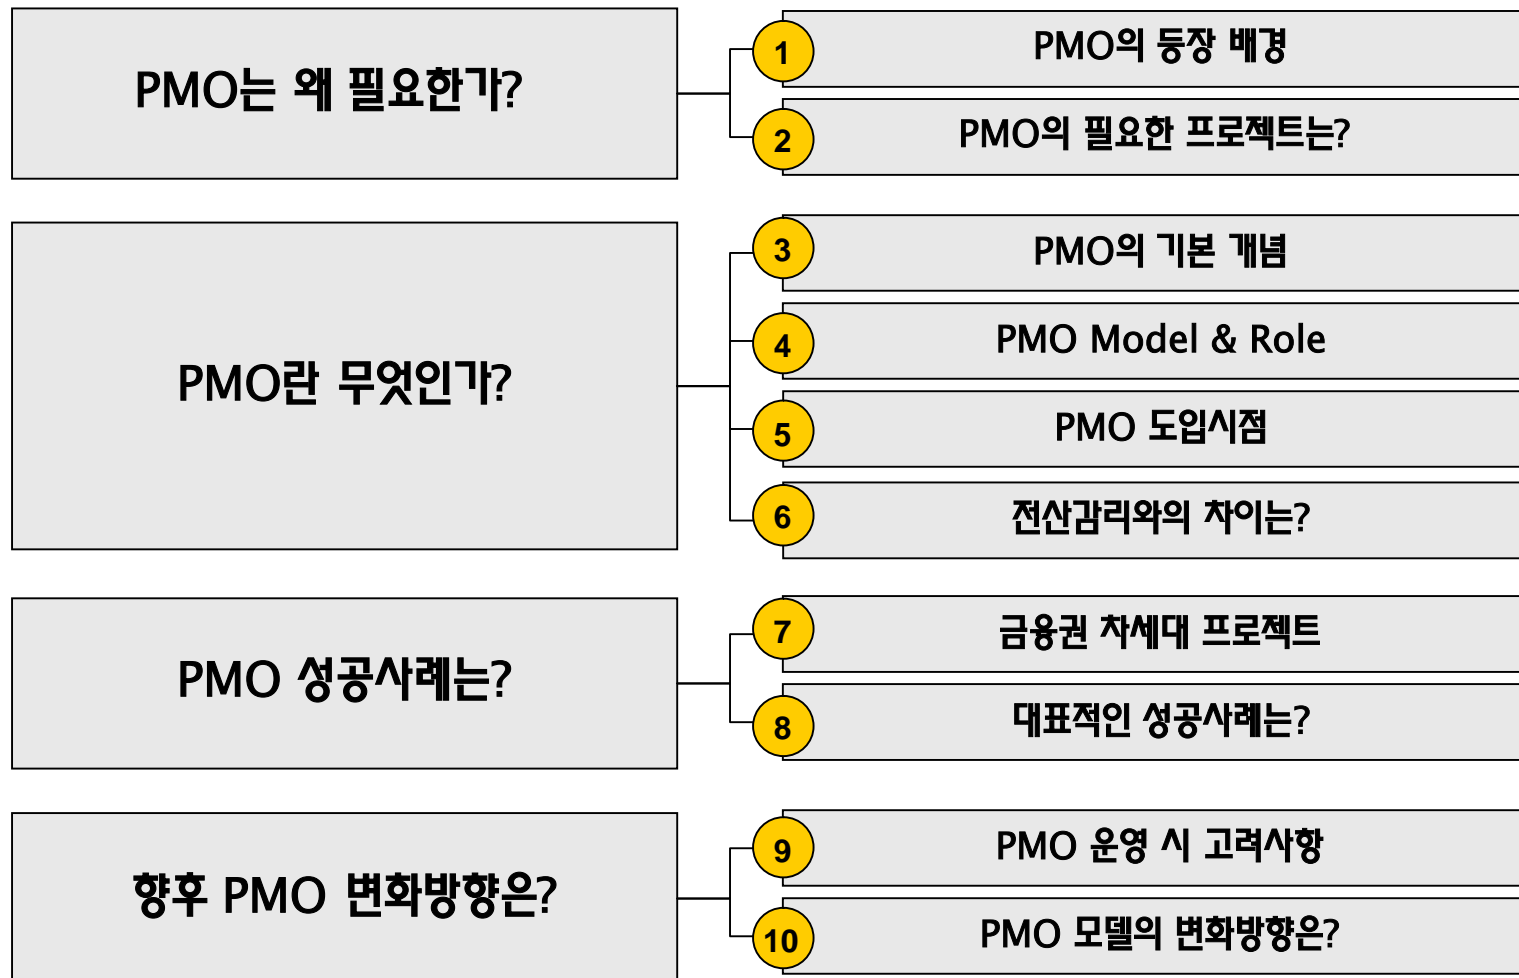 PMO는 왜 필요한가?
1
PMO의 등장 배경
2
PMO의 필요한 프로젝트는?
PMO란 무엇인가?
3
PMO의 기본 개념
4
PMO Model & Role
5
PMO 도입시점
6
전산감리와의 차이는?
PMO 성공사례는?
7
금융권 차세대 프로젝트
8
대표적인 성공사례는?
향후 PMO 변화방향은?
9
PMO 운영 시 고려사항
10
PMO 모델의 변화방향은?